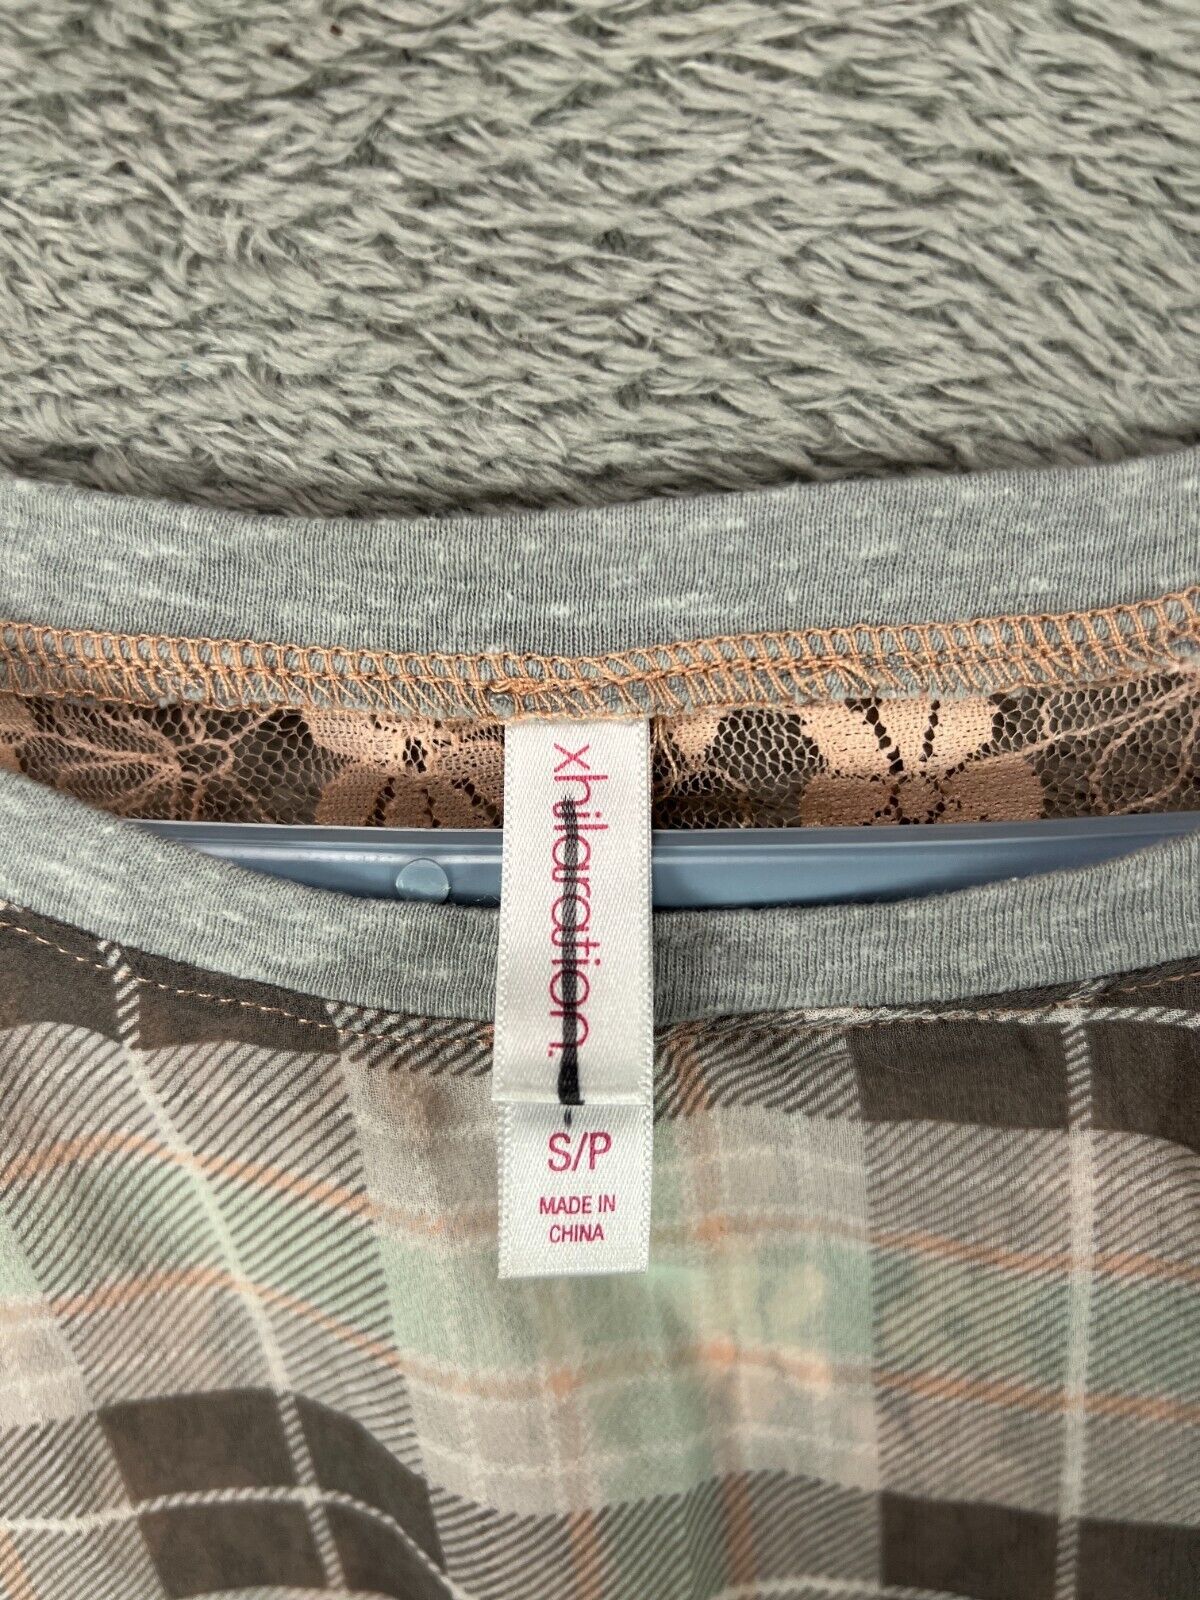 xhilaration.
S/P
MADE IN
CHINA